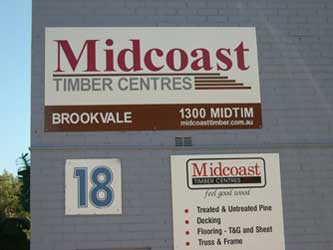 Midcoast
TIMBER CENTRES
BROOKVALE 1300 MIDTIM
midcoasttimber.com.au
18
Midcoast
TIMBER CENTRES
feel good wood
• Treated & Untreated Pine
• Decking
• Flooring - T&G and Sheet
• Truss & Frame